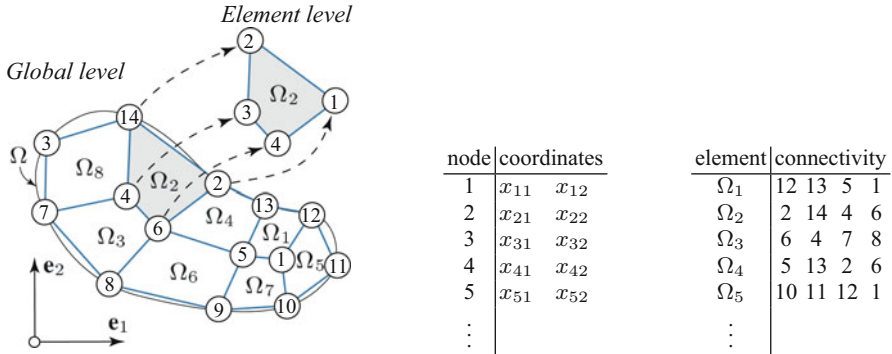 Element level
Global level
2
Ω₂
1
3
4
14
3
Ω
Ω₈
4
Ω₂
2
7
Ω₄
13
12
6
Ω₁
Ω₃
5
1
Ω₅
11
e₂
Ω₆
Ω₇
8
9
10
e₁
node coordinates
1 x₁₁ x₁₂
2 x₂₁ x₂₂
3 x₃₁ x₃₂
4 x₄₁ x₄₂
5 x₅₁ x₅₂
⋮
element connectivity
Ω₁ 12 13 5 1
Ω₂ 2 14 4 6
Ω₃ 6 4 7 8
Ω₄ 5 13 2 6
Ω₅ 10 11 12 1
⋮